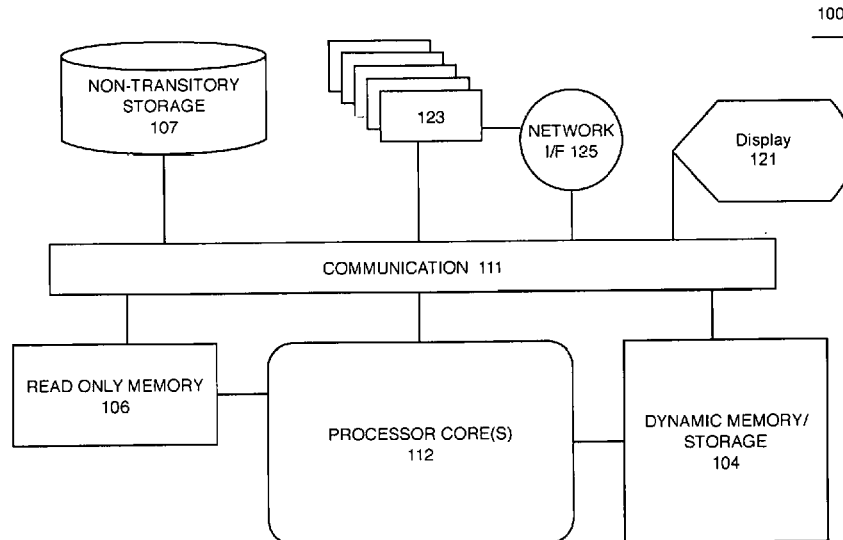 100
NON-TRANSITORY
STORAGE
107
123
NETWORK
I/F 125
Display
121
COMMUNICATION 111
READ ONLY MEMORY
106
PROCESSOR CORE(S)
112
DYNAMIC MEMORY/
STORAGE
104